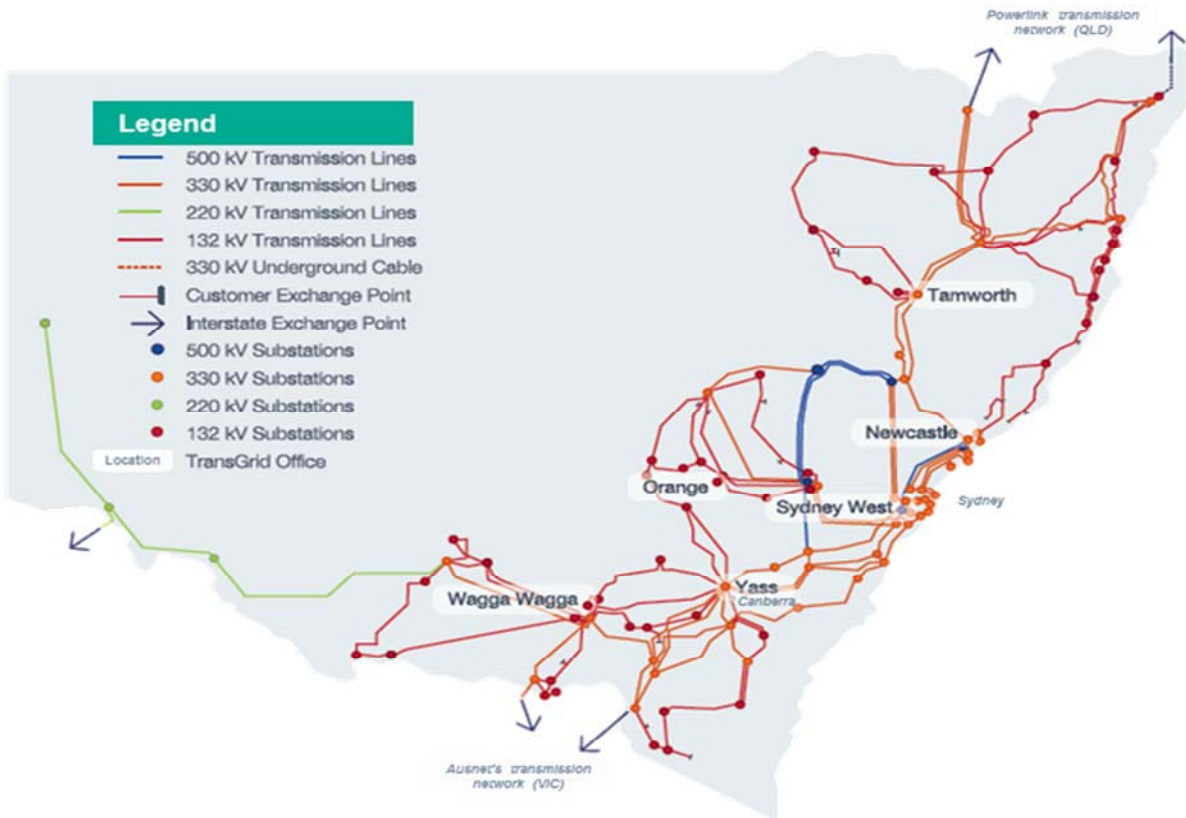 Powerlink transmission
network (QLD)
Legend
500 kV Transmission Lines
330 kV Transmission Lines
220 kV Transmission Lines
132 kV Transmission Lines
330 kV Underground Cable
Customer Exchange Point
Interstate Exchange Point
500 kV Substations
330 kV Substations
220 kV Substations
132 kV Substations
Location
TransGrid Office
Tamworth
Newcastle
Orange
Sydney West
Sydney
Yass
Canberra
Wagga Wagga
Ausnet's transmission
network (VIC)